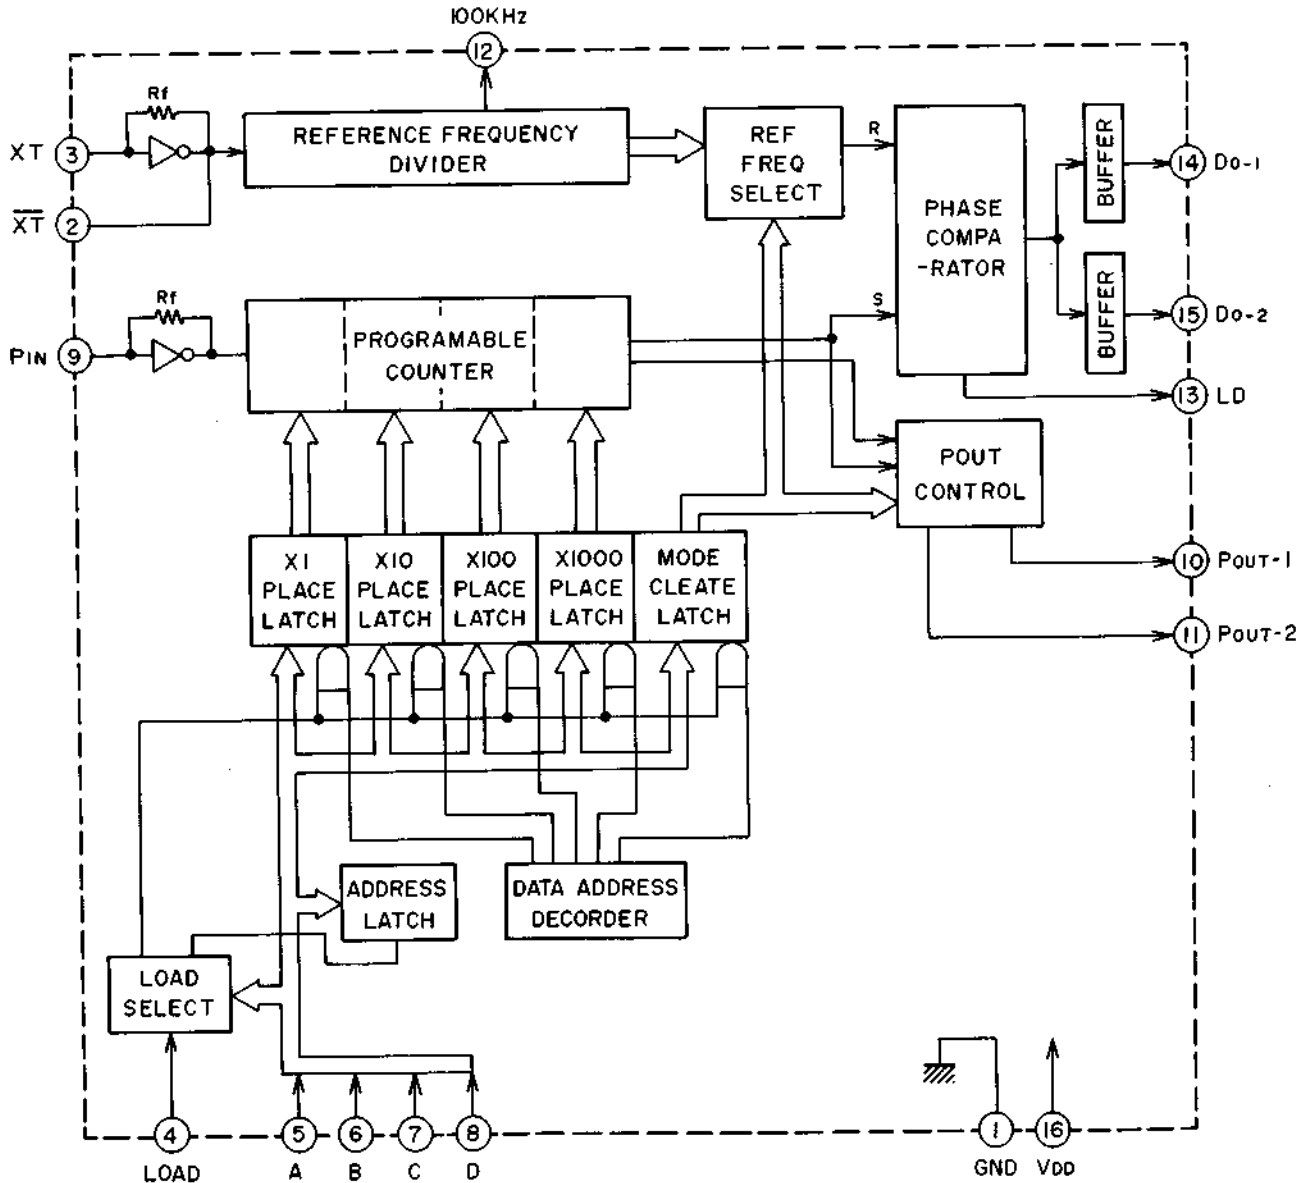 100KHz
12
Rf
XT
3
REFERENCE FREQUENCY
DIVIDER
REF
FREQ
SELECT
R
PHASE
COMPA
-RATOR
BUFFER
14
Do-1
XT
2
Rf
PIN
9
PROGRAMABLE
COUNTER
S
BUFFER
15
Do-2
13
LD
POUT
CONTROL
X1
PLACE
LATCH
X10
PLACE
LATCH
X100
PLACE
LATCH
X1000
PLACE
LATCH
MODE
CLEATE
LATCH
10
POUT-1
11
POUT-2
ADDRESS
LATCH
DATA ADDRESS
DECORDER
LOAD
SELECT
4
5
6
7
8
1
16
LOAD
A
B
C
D
GND
VDD